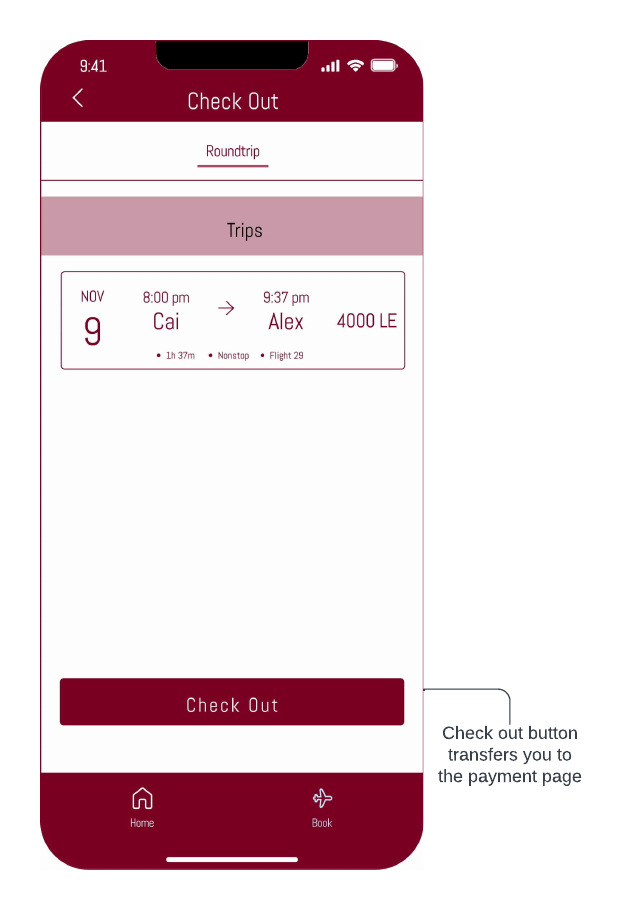 9:41
Check Out
Roundtrip
Trips
NOV
9
8:00 pm
Cai
→
9:37 pm
Alex
4000 LE
• 1h 37m • Nonstop • Flight 29
Check Out
Check out button
transfers you to
the payment page
Home
Book